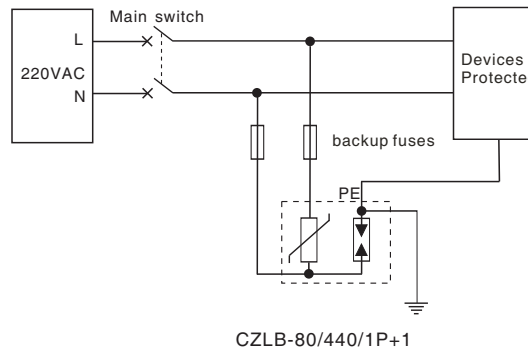 Main switch
L
220VAC
N
Devices
Protecte
backup fuses
PE
CZLB-80/440/1P+1